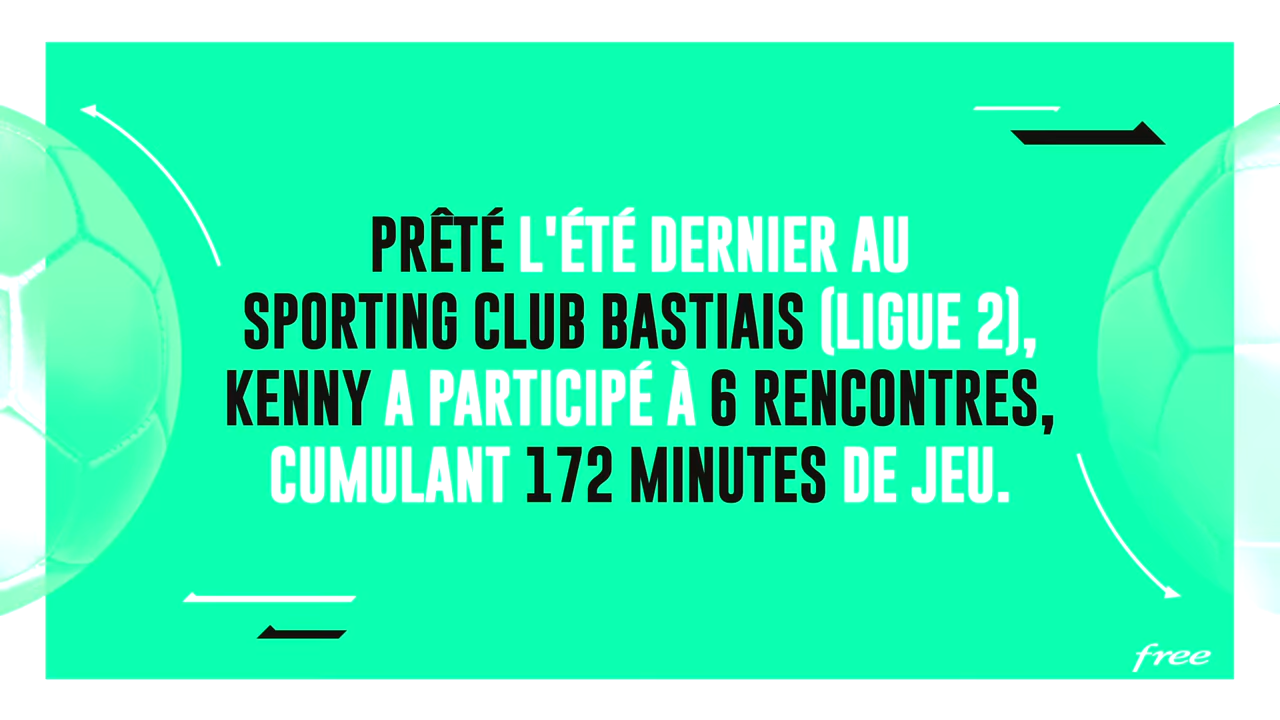 PRÊTÉ L'ÉTÉ DERNIER AU
SPORTING CLUB BASTIAIS (LIGUE 2),
KENNY A PARTICIPÉ À 6 RENCONTRES,
CUMULANT 172 MINUTES DE JEU.
free